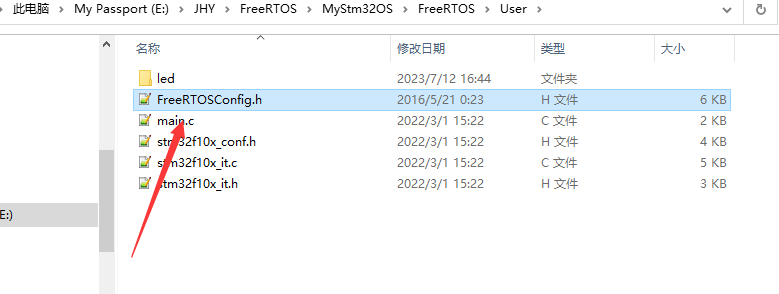 此电脑 > My Passport (E:) > JHY > FreeRTOS > MyStm32OS > FreeRTOS > User >
名称 修改日期 类型 大小
led 2023/7/12 16:44 文件夹
FreeRTOSConfig.h 2016/5/21 0:23 H 文件 6 KB
main.c 2022/3/1 15:22 C 文件 2 KB
stm32f10x_conf.h 2022/3/1 15:22 H 文件 4 KB
stm32f10x_it.c 2022/3/1 15:22 C 文件 5 KB
stm32f10x_it.h 2022/3/1 15:22 H 文件 3 KB
E:)